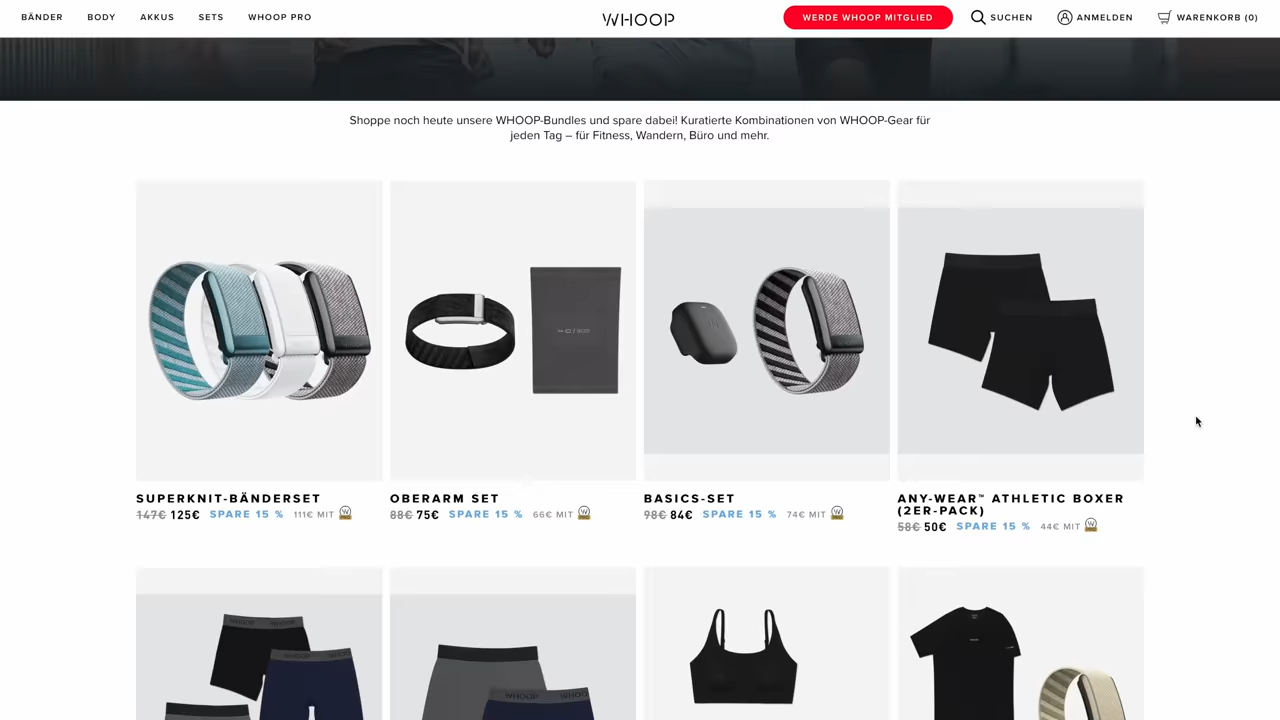 BÄNDER BODY AKKUS SETS WHOOP PRO WHOOP WERDE WHOOP MITGLIED SUCHEN ANMELDEN WARENKORB (0)
Shoppe noch heute unsere WHOOP-Bundles und spare dabei! Kuratierte Kombinationen von WHOOP-Gear für
jeden Tag – für Fitness, Wandern, Büro und mehr.
SUPERKNIT-BÄNDERSET
147€ 125€ SPARE 15 % 111€ MIT
OBERARM SET
88€ 75€ SPARE 15 % 66€ MIT
BASICS-SET
98€ 84€ SPARE 15 % 74€ MIT
ANY-WEAR™ ATHLETIC BOXER
(2ER-PACK)
58€ 50€ SPARE 15 % 44€ MIT
WHOOP
WHOOP
WHOOP